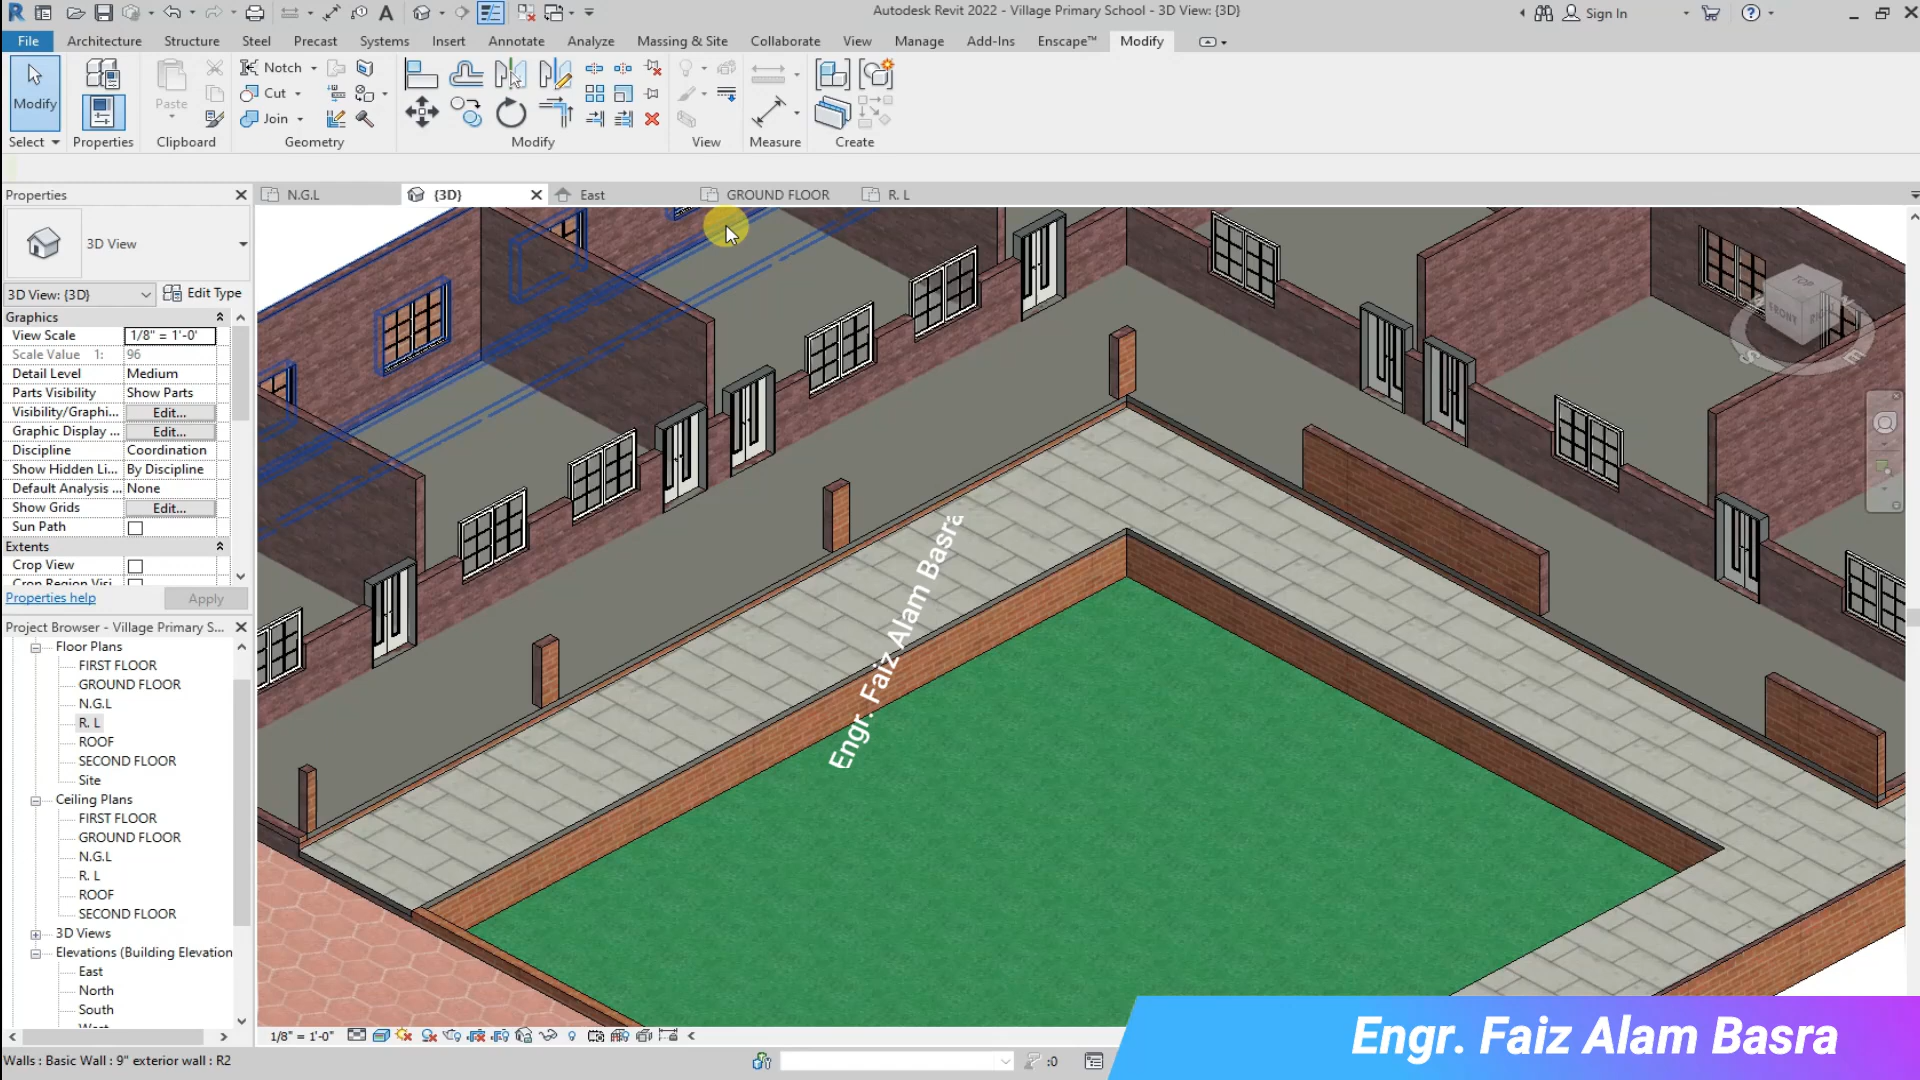 Autodesk Revit 2022 - Village Primary School - 3D View: {3D}
Sign In
File Architecture Structure Steel Precast Systems Insert Annotate Analyze Massing & Site Collaborate View Manage Add-Ins Enscape™ Modify
Modify
Paste
Notch
Cut
Join
Select Properties Clipboard Geometry Modify View Measure Create
Properties
N.G.L {3D} East GROUND FLOOR R. L
3D View
3D View: {3D} Edit Type
Graphics
View Scale 1/8" = 1'-0"
Scale Value 1: 96
Detail Level Medium
Parts Visibility Show Parts
Visibility/Graphi... Edit...
Graphic Display ... Edit...
Discipline Coordination
Show Hidden Li... By Discipline
Default Analysis ... None
Show Grids Edit...
Sun Path
Extents
Crop View
Crop Region Visi
Properties help Apply
Project Browser - Village Primary S...
Floor Plans
FIRST FLOOR
GROUND FLOOR
N.G.L
R. L
ROOF
SECOND FLOOR
Site
Ceiling Plans
FIRST FLOOR
GROUND FLOOR
N.G.L
R. L
ROOF
SECOND FLOOR
3D Views
Elevations (Building Elevation
East
North
South
West
TOP
FRONT
RIGHT
S
E
Engr. Faiz Alam Basra
1/8" = 1'-0"
Walls : Basic Wall : 9" exterior wall : R2
:0
Engr. Faiz Alam Basra